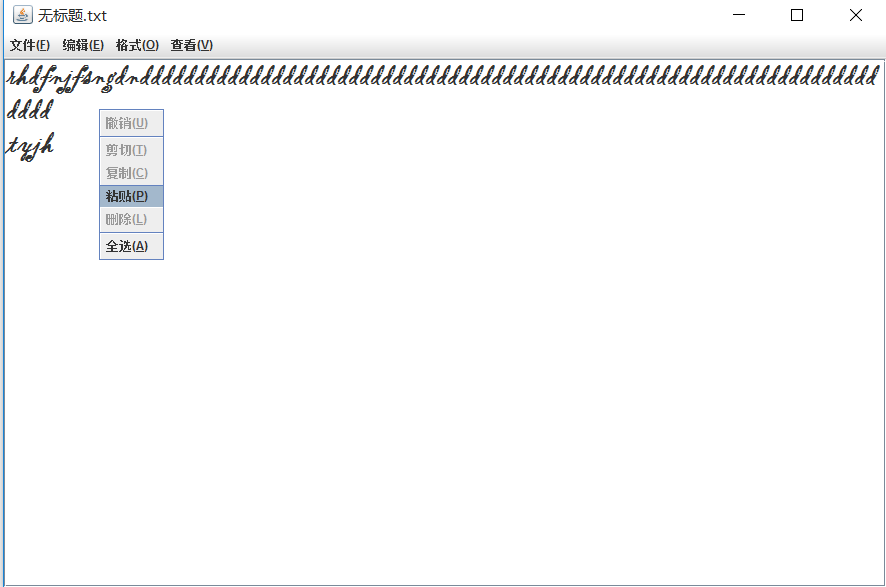 无标题.txt
文件(F) 编辑(E) 格式(O) 查看(V)
rhdfnjfsngdnddddddddddddddddddddddddddddddddddddddddddddddddddddddddddddddd
dddd
tyjh
撤销(U)
剪切(T)
复制(C)
粘贴(P)
删除(L)
全选(A)